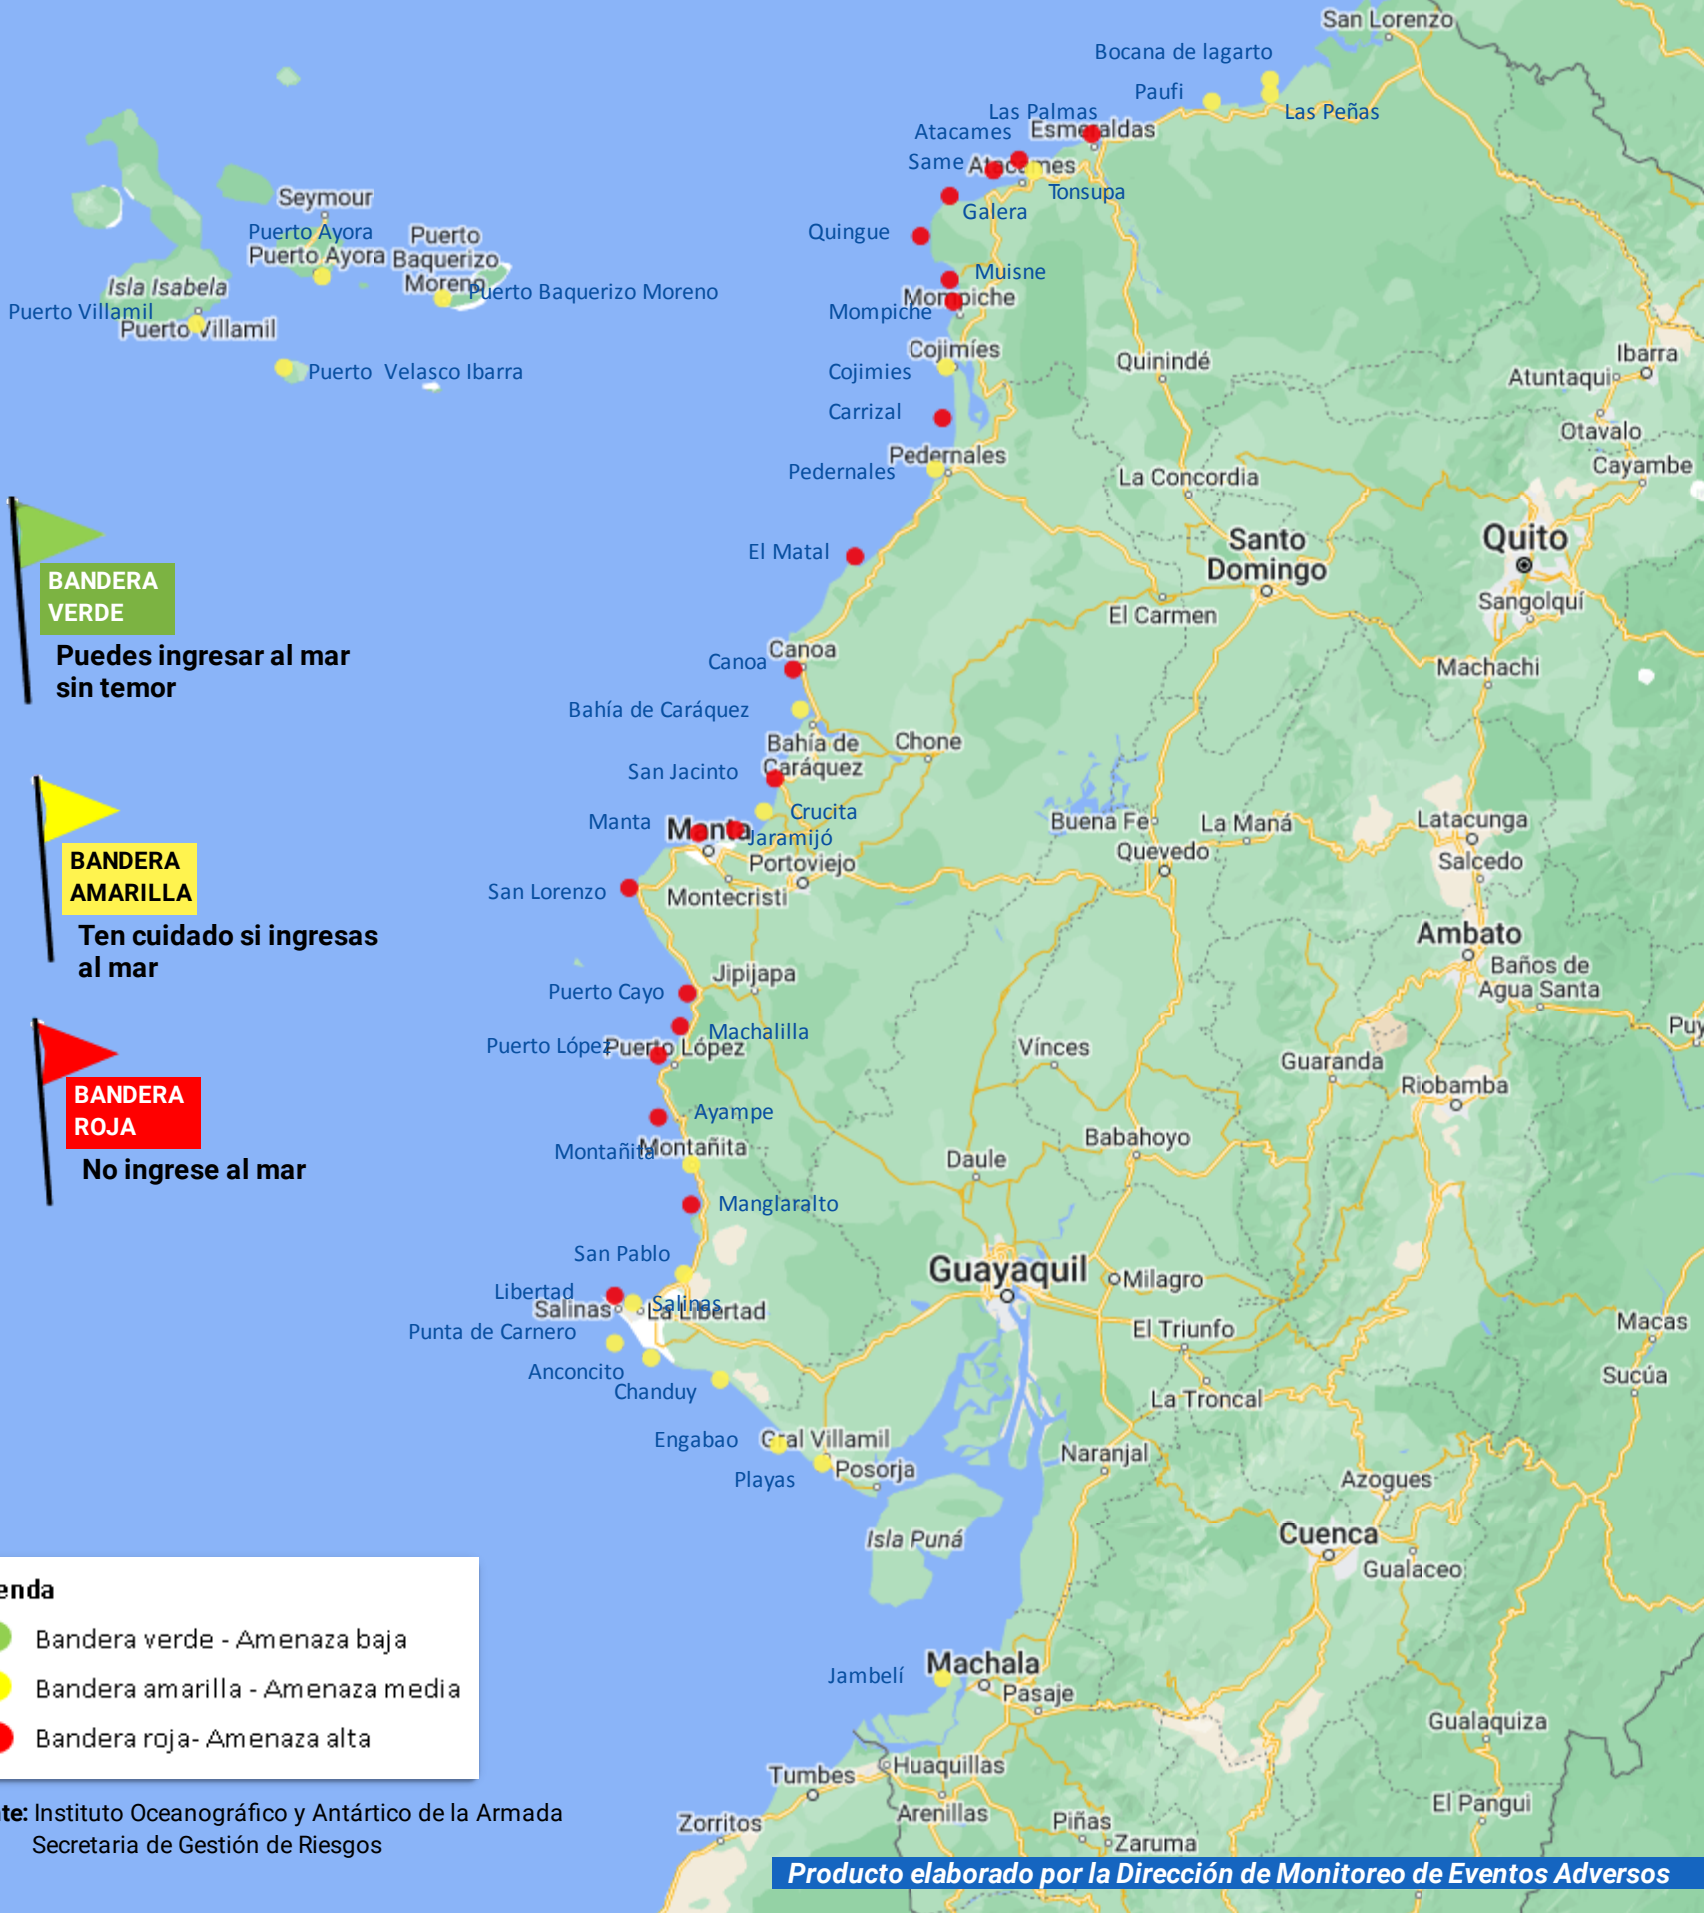 San Lorenzo
Bocana de lagarto
Paufi
Las Palmas
Las Peñas
Atacames
Esmeraldas
Same
Atacames
Tonsupa
Seymour
Galera
Puerto Ayora
Quingue
Puerto Ayora
Puerto
Baquerizo
Moreno
Muisne
Isla Isabela
Puerto Baquerizo Moreno
Mompiche
Puerto Villamil
Mompiche
Puerto Villamil
Cojimíes
Quinindé
Ibarra
Puerto Velasco Ibarra
Cojimies
Atuntaqui
Carrizal
Otavalo
Pedernales
Cayambe
Pedernales
La Concordia
Quito
Santo
Domingo
El Matal
BANDERA
VERDE
Sangolquí
El Carmen
Puedes ingresar al mar
sin temor
Canoa
Canoa
Machachi
Bahía de Caráquez
Bahía de
Caráquez
Chone
San Jacinto
Crucita
Manta
Manta
Jaramijó
Buena Fe
La Maná
Latacunga
Quevedo
Salcedo
Portoviejo
BANDERA
AMARILLA
San Lorenzo
Montecristi
Ten cuidado si ingresas
al mar
Ambato
Baños de
Agua Santa
Jipijapa
Puerto Cayo
Machalilla
Puy
Puerto López
Puerto López
Vínces
Guaranda
Riobamba
BANDERA
ROJA
Ayampe
Montañita
Montañita
Babahoyo
Daule
No ingrese al mar
Manglaralto
San Pablo
Guayaquil
Milagro
Libertad
Salinas
Salinas
La Libertad
Punta de Carnero
El Triunfo
Macas
Anconcito
Chanduy
Sucúa
La Troncal
Engabao
Gral Villamil
Naranjal
Playas
Posorja
Azogues
Isla Puná
Cuenca
Gualaceo
enda
Bandera verde - Amenaza baja
Bandera amarilla - Amenaza media
Bandera roja- Amenaza alta
Jambelí
Machala
Pasaje
Gualaquiza
Tumbes
Huaquillas
te: Instituto Oceanográfico y Antártico de la Armada
Secretaria de Gestión de Riesgos
Zorritos
Arenillas
Piñas
Zaruma
El Pangui
Producto elaborado por la Dirección de Monitoreo de Eventos Adversos